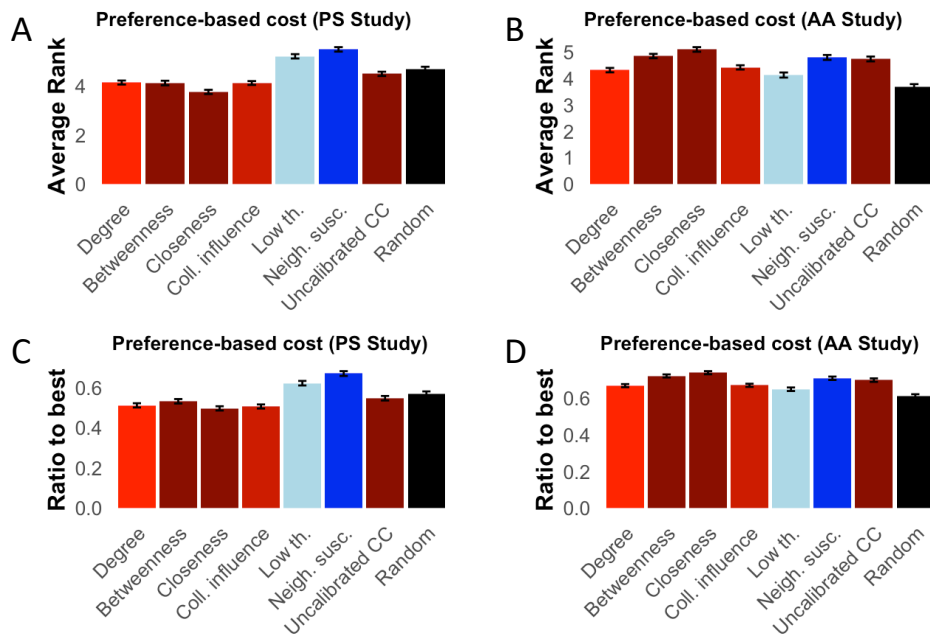 A
Preference-based cost (PS Study)
Average Rank
4
2
0
Degree
Betweenness
Closeness
Coll. influence
Low th.
Neigh. susc.
Uncalibrated CC
Random
B
Preference-based cost (AA Study)
Average Rank
5
4
3
2
1
0
Degree
Betweenness
Closeness
Coll. influence
Low th.
Neigh. susc.
Uncalibrated CC
Random
C
Preference-based cost (PS Study)
Ratio to best
0.6
0.4
0.2
0.0
Degree
Betweenness
Closeness
Coll. influence
Low th.
Neigh. susc.
Uncalibrated CC
Random
D
Preference-based cost (AA Study)
Ratio to best
0.6
0.4
0.2
0.0
Degree
Betweenness
Closeness
Coll. influence
Low th.
Neigh. susc.
Uncalibrated CC
Random